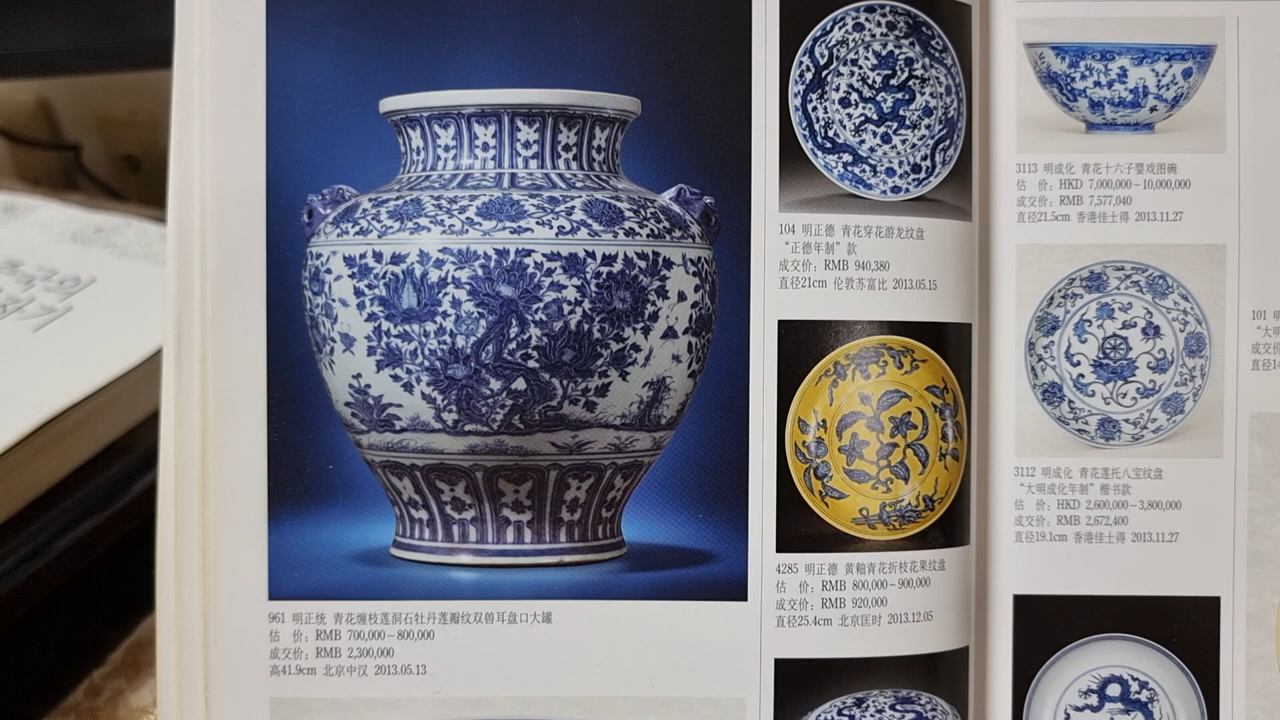 961 明正统 青花缠枝莲洞石牡丹莲瓣纹双兽耳盘口大罐
估 价：RMB 700,000~800,000
成交价：RMB 2,300,000
高41.9cm 北京中汉 2013.05.13
104 明正德 青花穿花游龙纹盘
“正德年制”款
成交价：RMB 940,380
直径21cm 伦敦苏富比 2013.05.15
4285 明正德 黄釉青花折枝花果纹盘
估 价：RMB 800,000~900,000
成交价：RMB 920,000
直径25.4cm 北京匡时 2013.12.05
3113 明成化 青花十六子婴戏图碗
估 价：HKD 7,000,000~10,000,000
成交价：RMB 7,577,040
直径21.5cm 香港佳士得 2013.11.27
3112 明成化 青花莲托八宝纹盘
“大明成化年制”楷书款
估 价：HKD 2,600,000~3,800,000
成交价：RMB 2,672,400
直径19.1cm 香港佳士得 2013.11.27
101 明
“大明
成交价
直径14